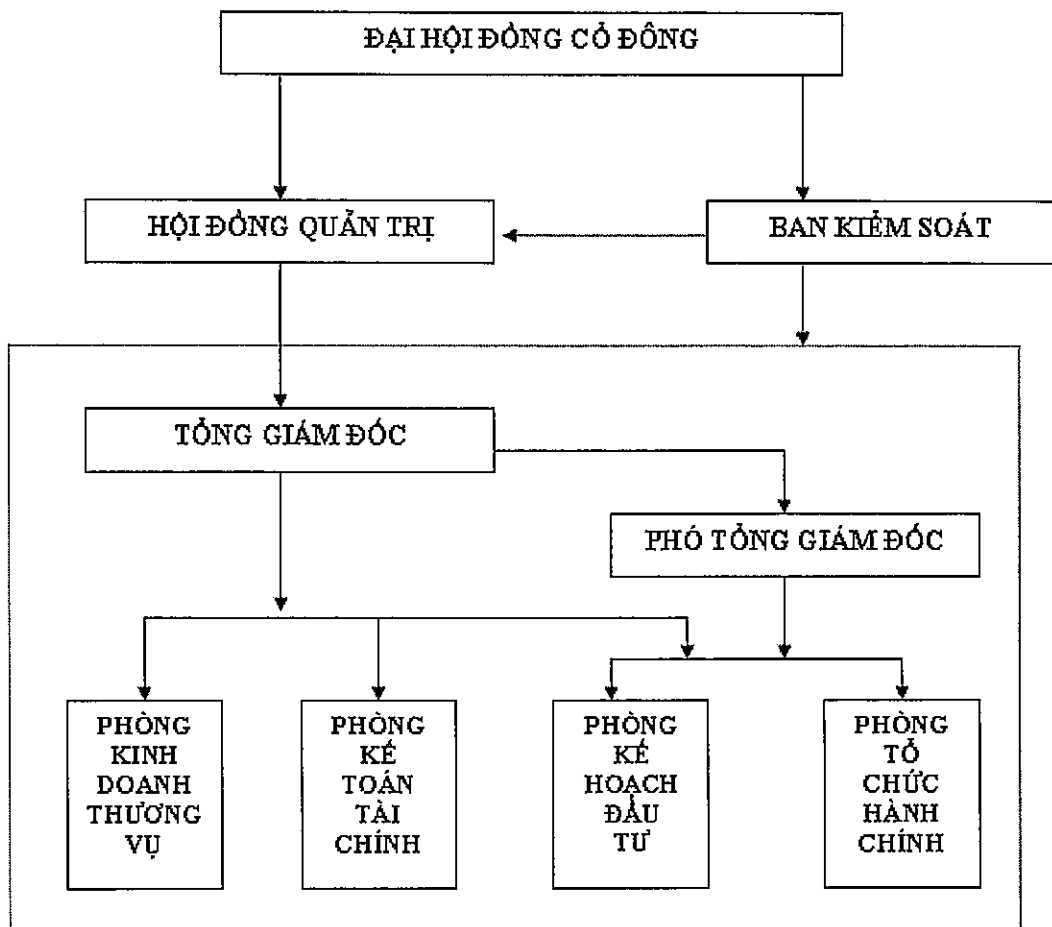 ĐẠI HỘI ĐỒNG CỔ ĐÔNG
HỘI ĐỒNG QUẢN TRỊ
BAN KIỂM SOÁT
TỔNG GIÁM ĐỐC
PHÓ TỔNG GIÁM ĐỐC
PHÒNG
KINH
DOANH
THƯƠNG
VỤ
PHÒNG
KẾ
TOÁN
TÀI
CHÍNH
PHÒNG
KẾ
HOẠCH
ĐẦU
TƯ
PHÒNG
TỔ
CHỨC
HÀNH
CHÍNH